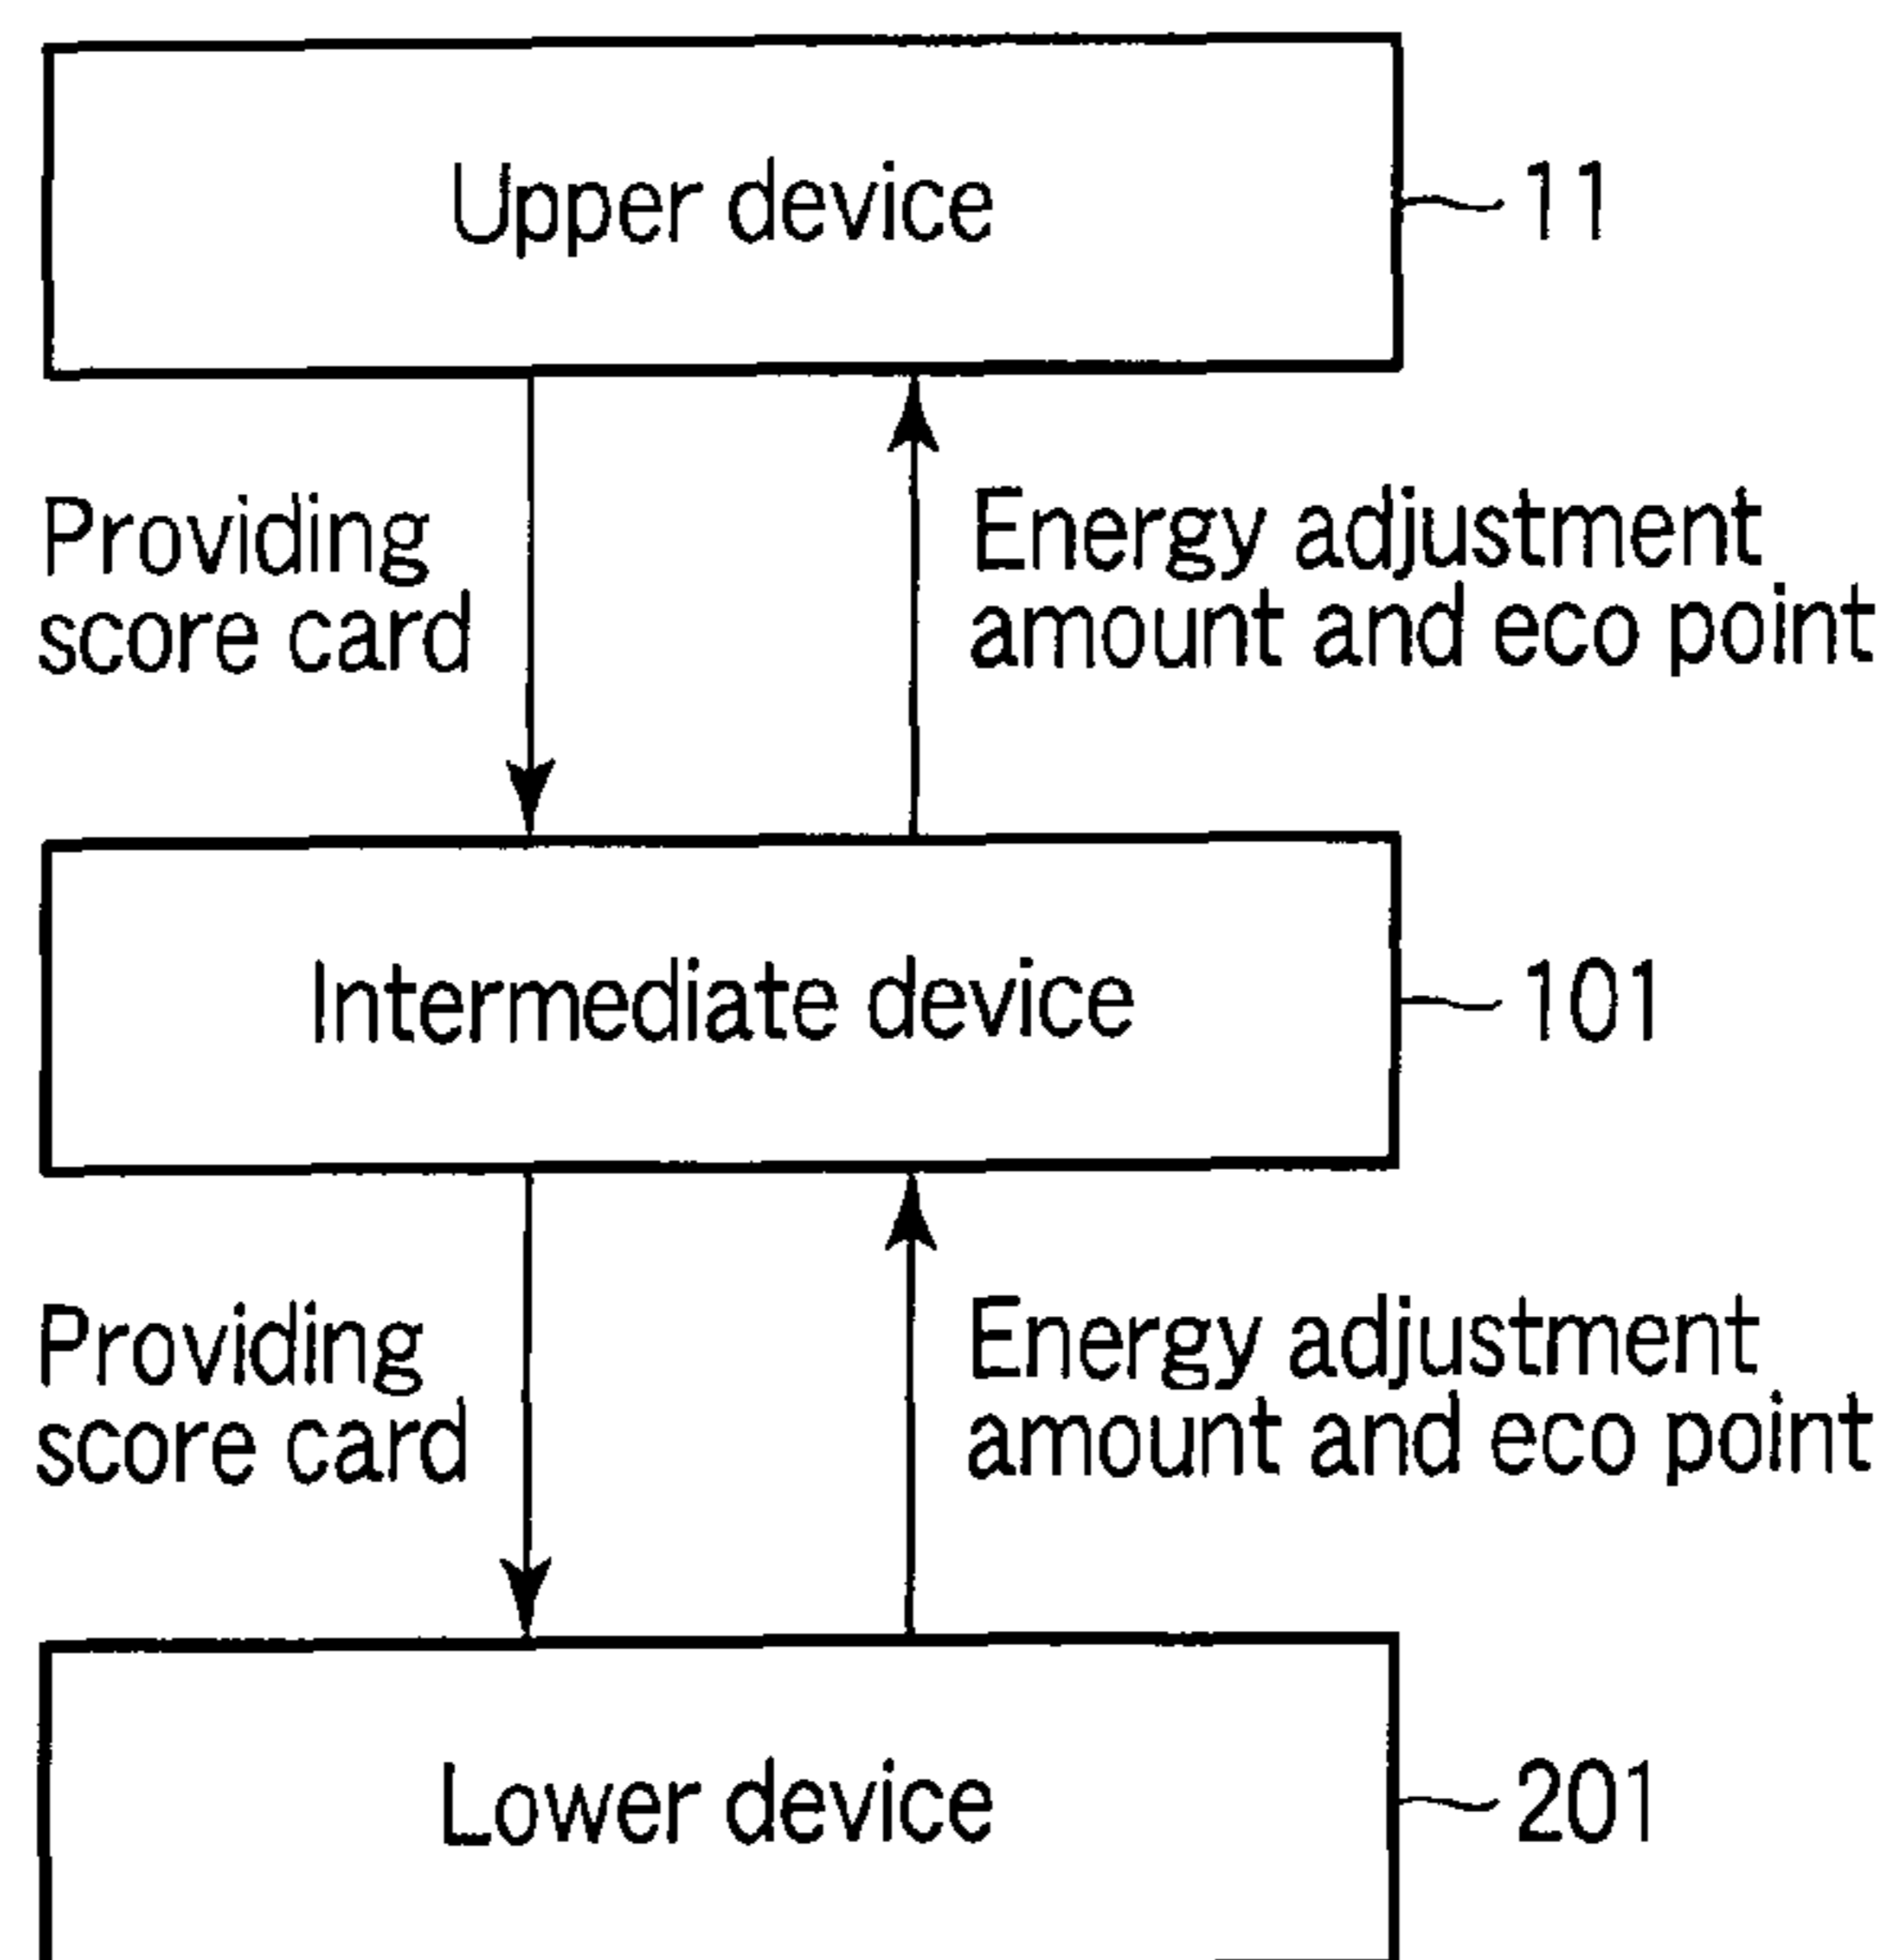 Upper device
11
Providing
score card
Energy adjustment
amount and eco point
Intermediate device
101
Providing
score card
Energy adjustment
amount and eco point
Lower device
201